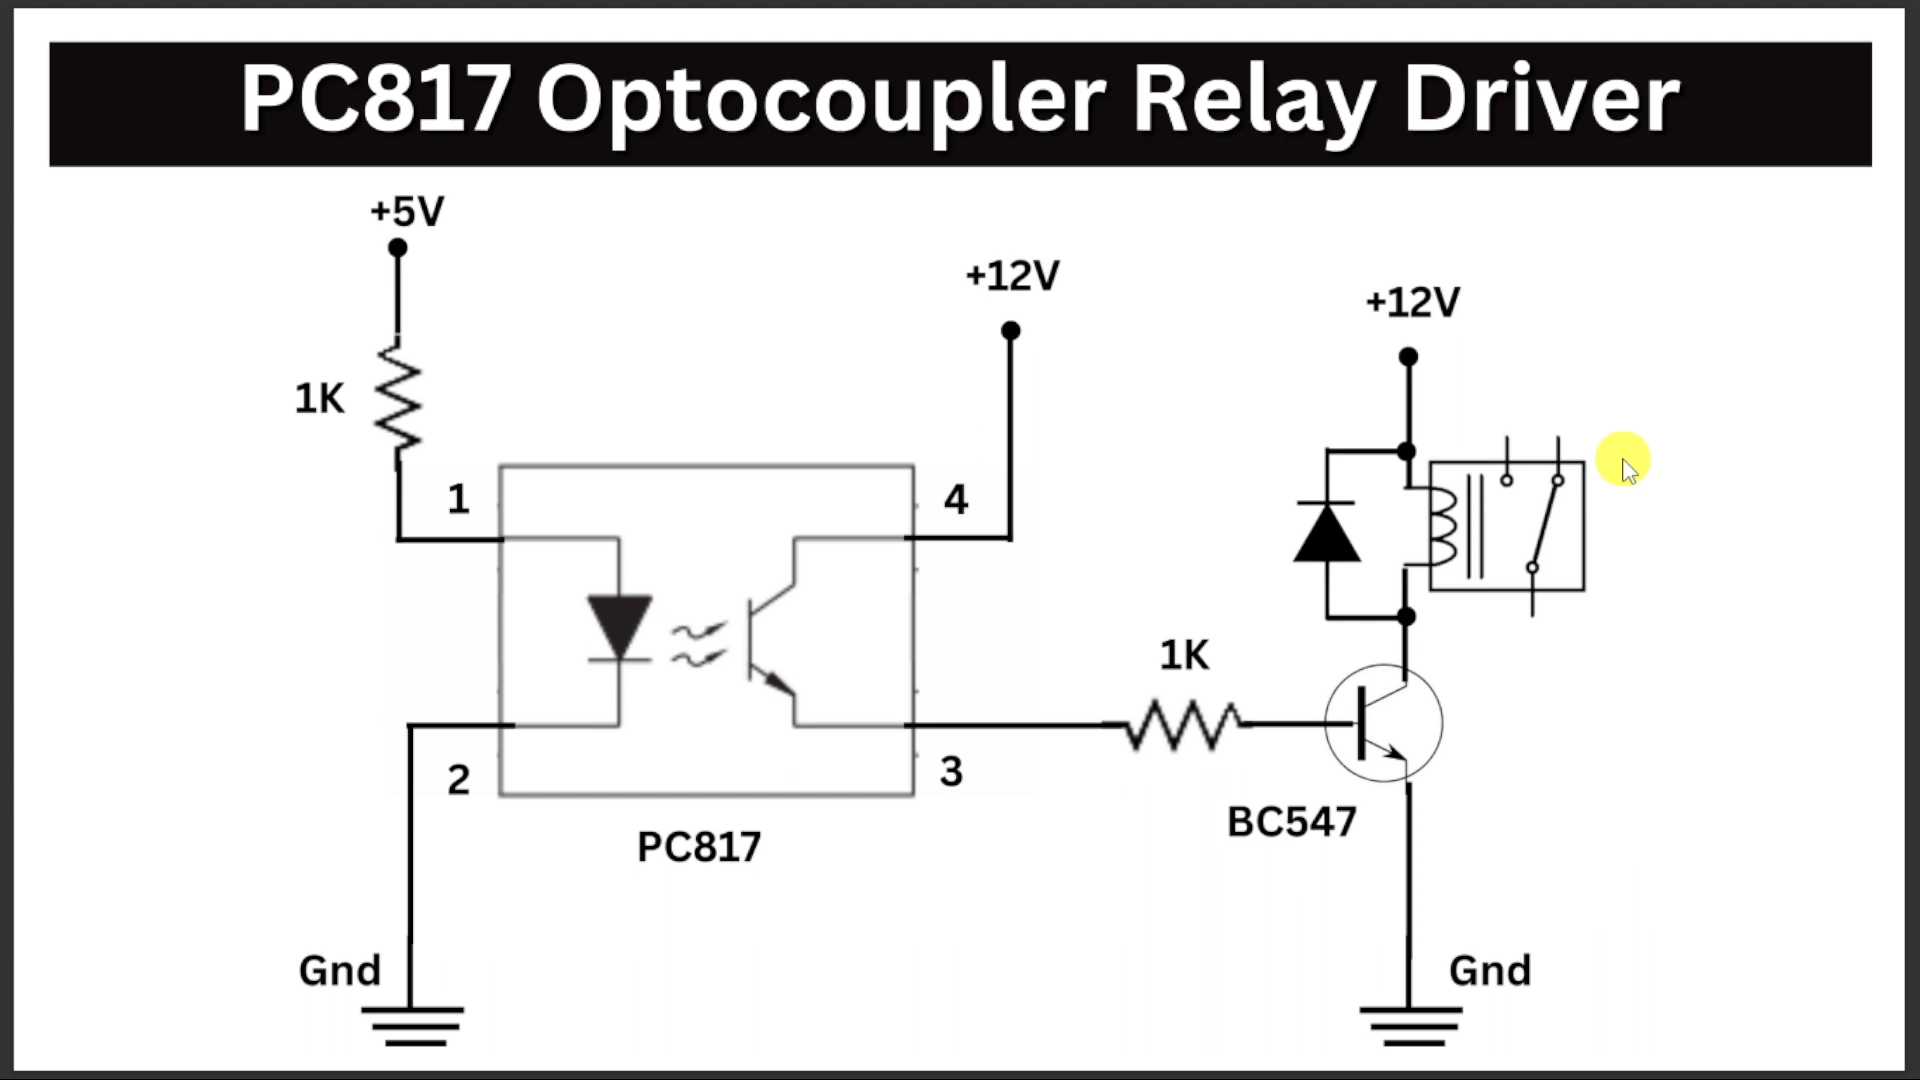 PC817 Optocoupler Relay Driver
+5V
+12V
+12V
1K
1
4
1K
2
3
PC817
BC547
Gnd
Gnd